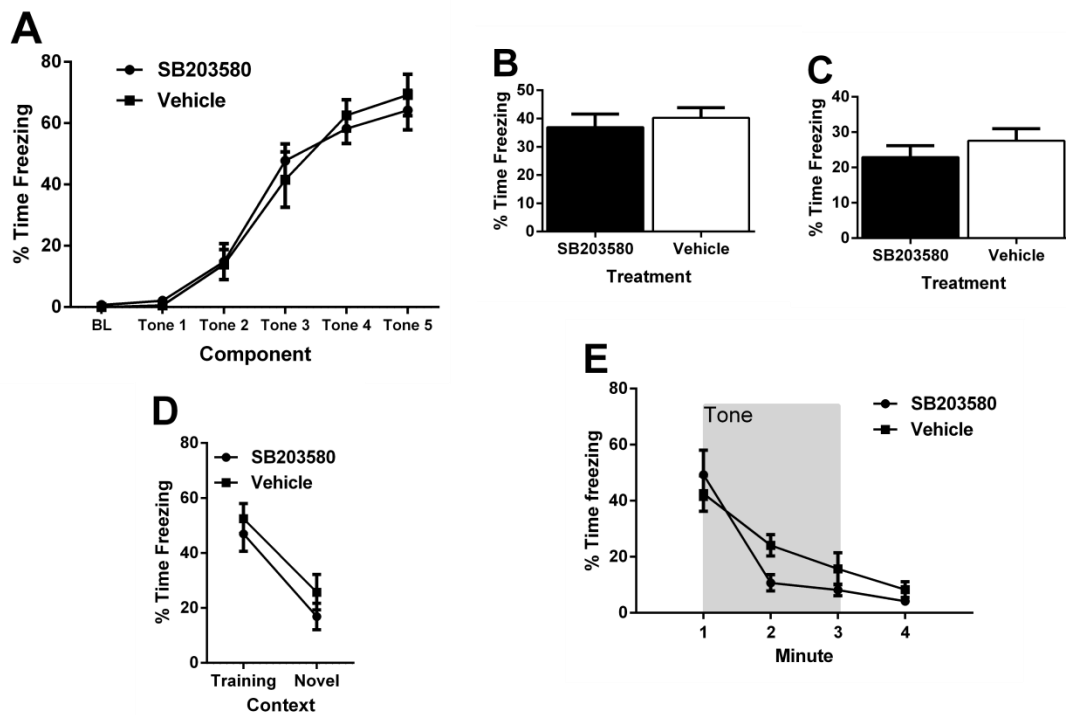 A
% Time Freezing
80
60
40
20
0
SB203580
Vehicle
BL Tone 1 Tone 2 Tone 3 Tone 4 Tone 5
Component
B
% Time Freezing
50
40
30
20
10
0
SB203580 Vehicle
Treatment
C
% Time Freezing
40
30
20
10
0
SB203580 Vehicle
Treatment
D
% Time Freezing
80
60
40
20
0
SB203580
Vehicle
Training Novel
Context
E
% Time freezing
80
60
40
20
0
Tone
SB203580
Vehicle
1 2 3 4
Minute